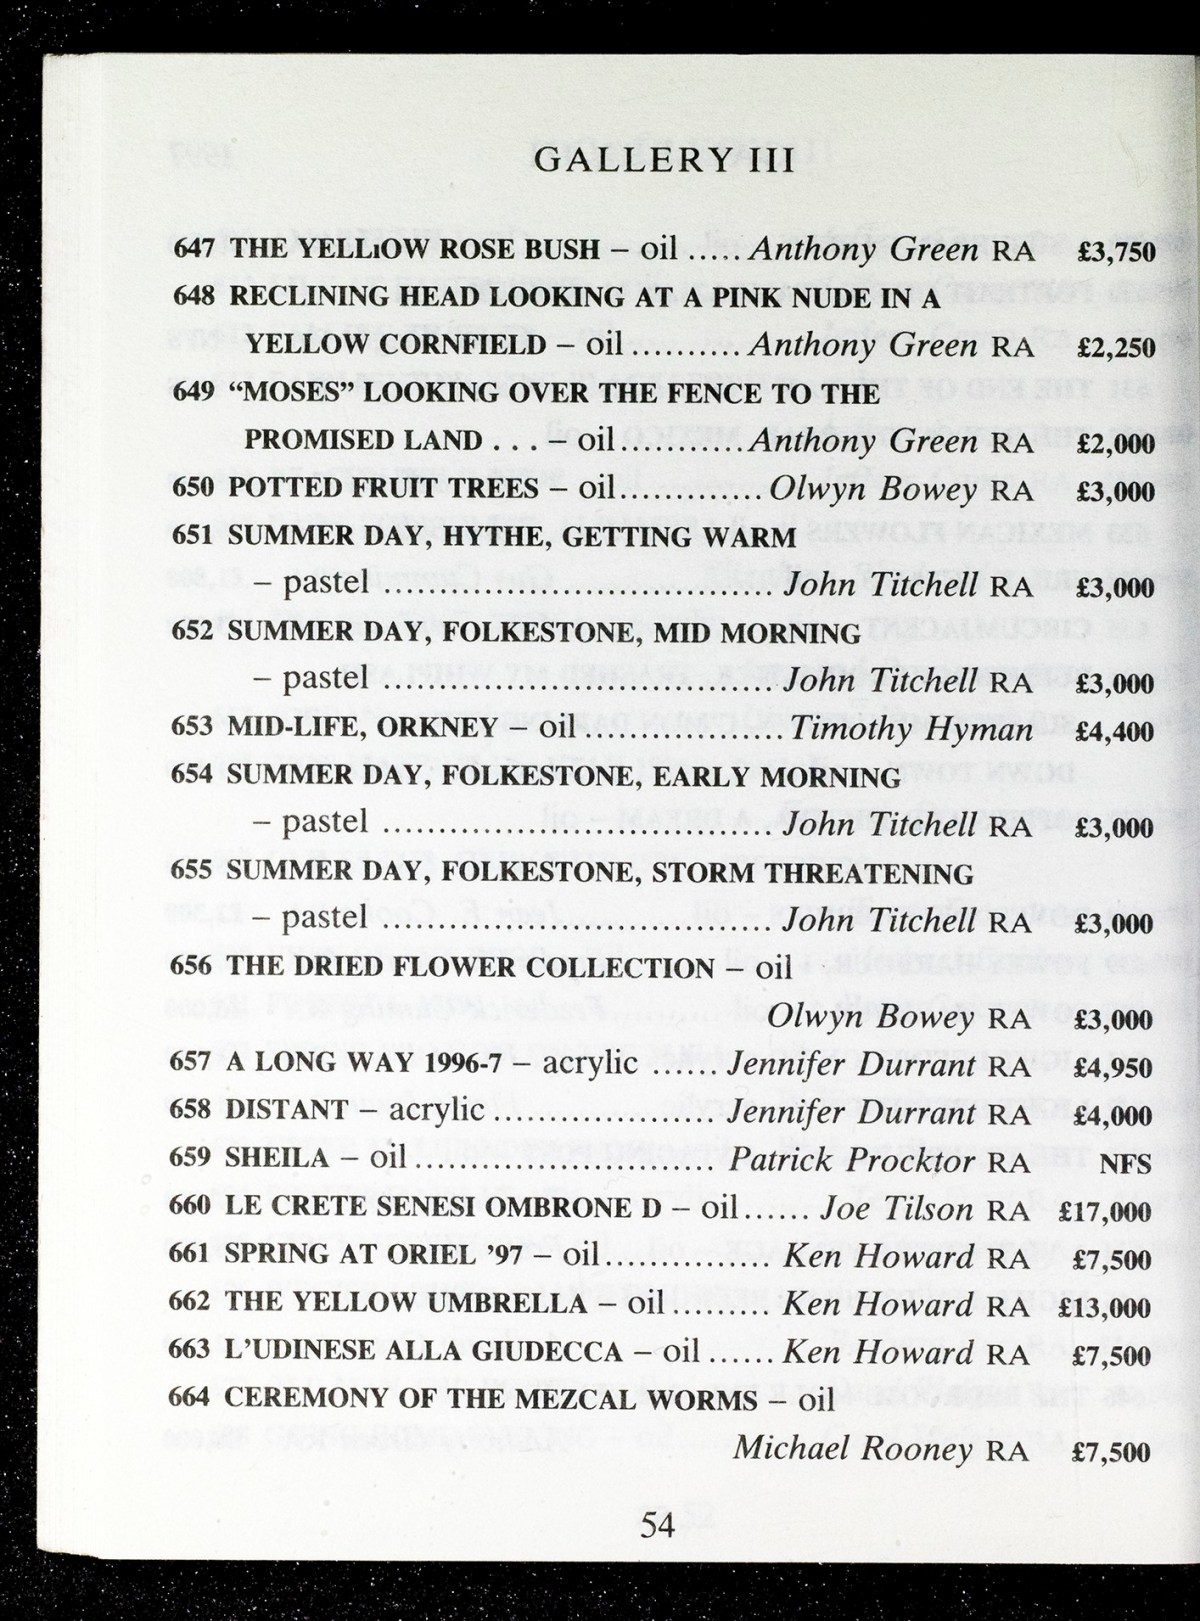 GALLERY III
647 THE YELLıOW ROSE BUSH – oil ..... Anthony Green RA £3,750
648 RECLINING HEAD LOOKING AT A PINK NUDE IN A
YELLOW CORNFIELD – oil .......... Anthony Green RA £2,250
649 “MOSES” LOOKING OVER THE FENCE TO THE
PROMISED LAND . . . – oil ........... Anthony Green RA £2,000
650 POTTED FRUIT TREES – oil ............. Olwyn Bowey RA £3,000
651 SUMMER DAY, HYTHE, GETTING WARM
– pastel .................................... John Titchell RA £3,000
652 SUMMER DAY, FOLKESTONE, MID MORNING
– pastel .................................... John Titchell RA £3,000
653 MID-LIFE, ORKNEY – oil .................. Timothy Hyman £4,400
654 SUMMER DAY, FOLKESTONE, EARLY MORNING
– pastel .................................... John Titchell RA £3,000
655 SUMMER DAY, FOLKESTONE, STORM THREATENING
– pastel .................................... John Titchell RA £3,000
656 THE DRIED FLOWER COLLECTION – oil
Olwyn Bowey RA £3,000
657 A LONG WAY 1996-7 – acrylic ...... Jennifer Durrant RA £4,950
658 DISTANT – acrylic ..................... Jennifer Durrant RA £4,000
659 SHEILA – oil ............................ Patrick Procktor RA NFS
660 LE CRETE SENESI OMBRONE D – oil ...... Joe Tilson RA £17,000
661 SPRING AT ORIEL ’97 – oil ............... Ken Howard RA £7,500
662 THE YELLOW UMBRELLA – oil ......... Ken Howard RA £13,000
663 L’UDINESE ALLA GIUDECCA – oil ...... Ken Howard RA £7,500
664 CEREMONY OF THE MEZCAL WORMS – oil
Michael Rooney RA £7,500
54